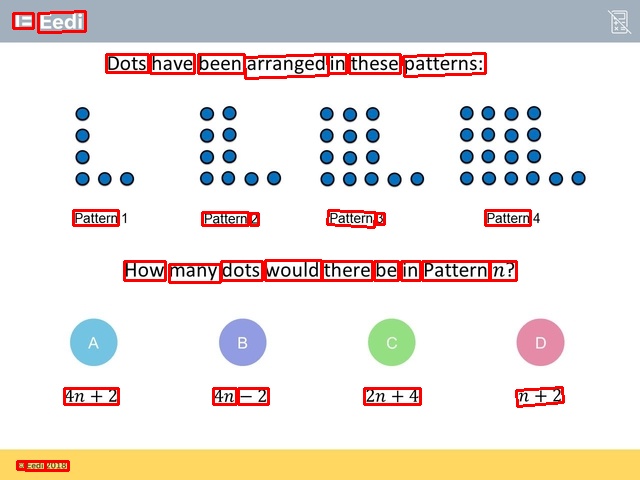 Eedi
Dots have been arranged in these patterns:
Pattern 1 Pattern 2 Pattern 3 Pattern 4
How many dots would there be in Pattern n?
A B C D
4n + 2 4n − 2 2n + 4 n + 2
© Eedi 2018